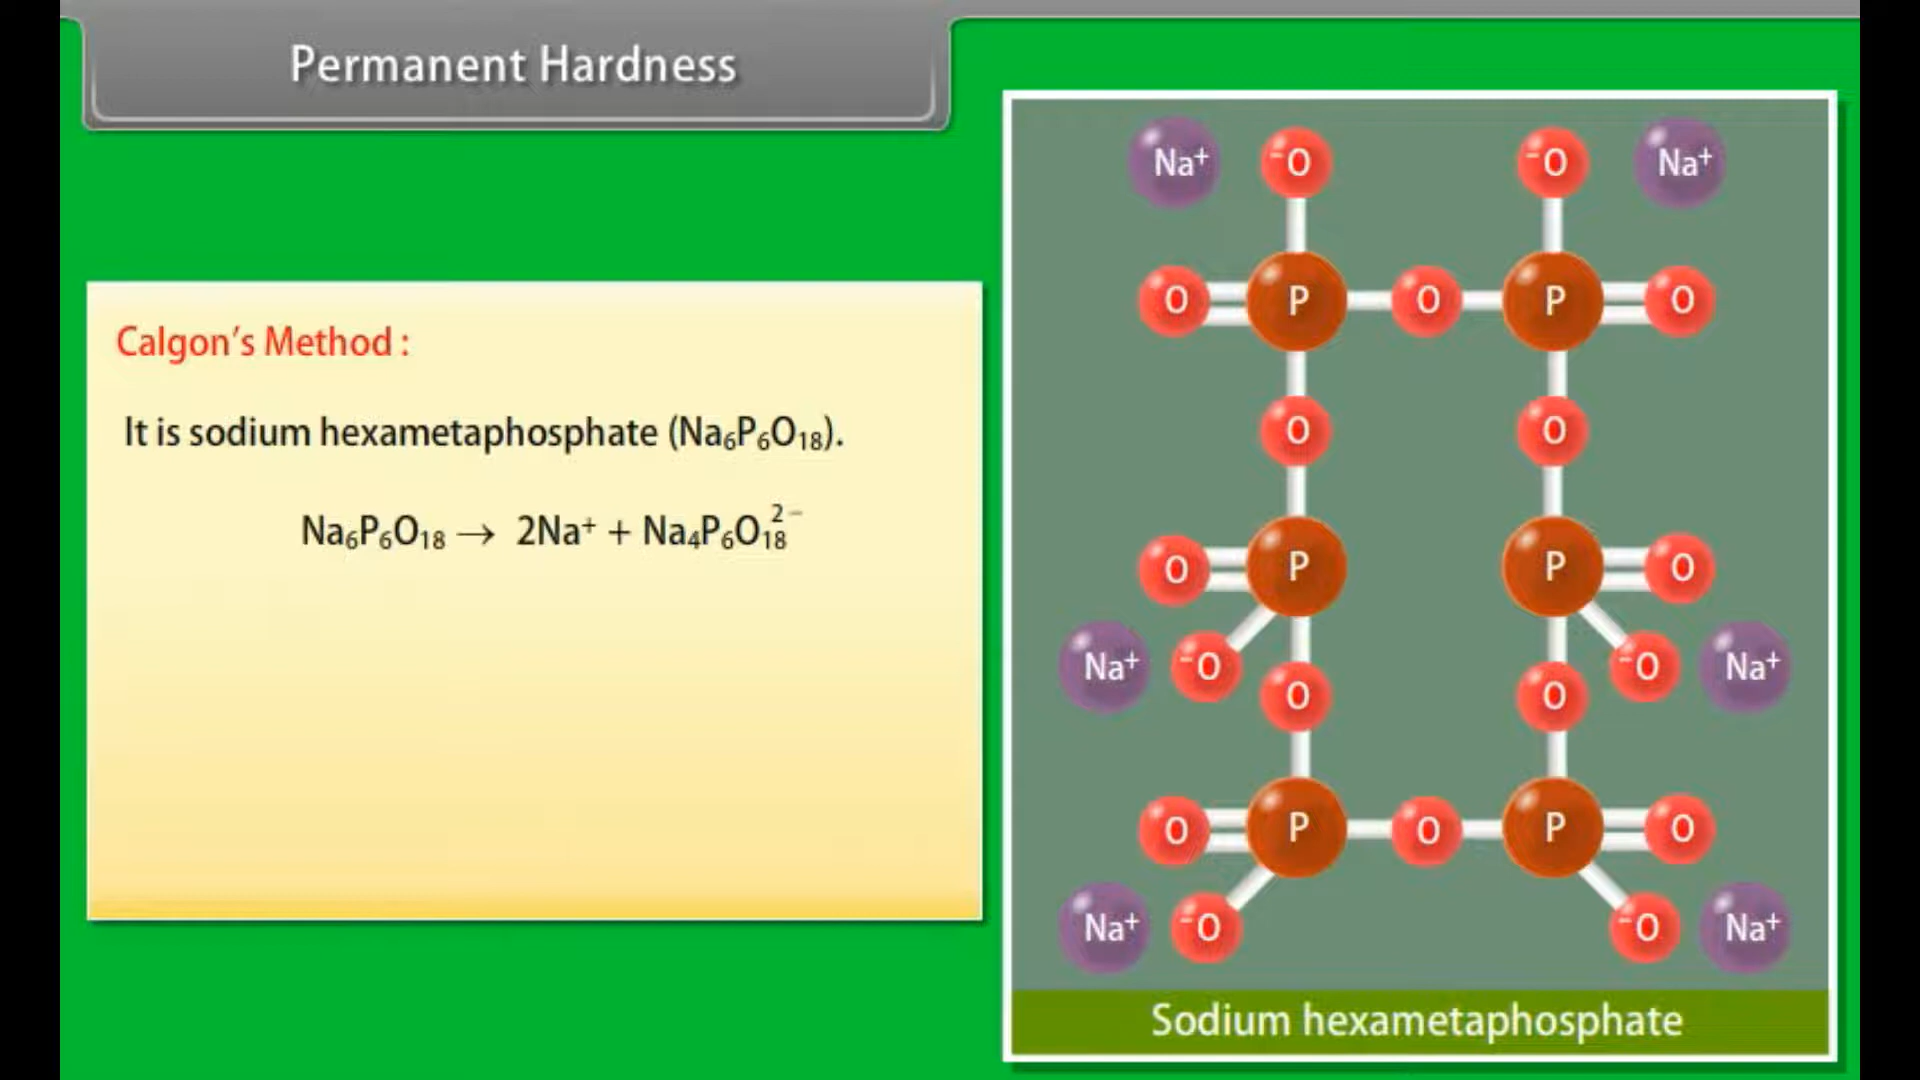 Permanent Hardness
Calgon's Method :
It is sodium hexametaphosphate (Na₆P₆O₁₈).
Na₆P₆O₁₈ → 2Na⁺ + Na₄P₆O₁₈²⁻
Na⁺ ⁻O ⁻O Na⁺
O P O P O
O O
O P P O
Na⁺ ⁻O O O ⁻O Na⁺
O P O P O
Na⁺ ⁻O ⁻O Na⁺
Sodium hexametaphosphate